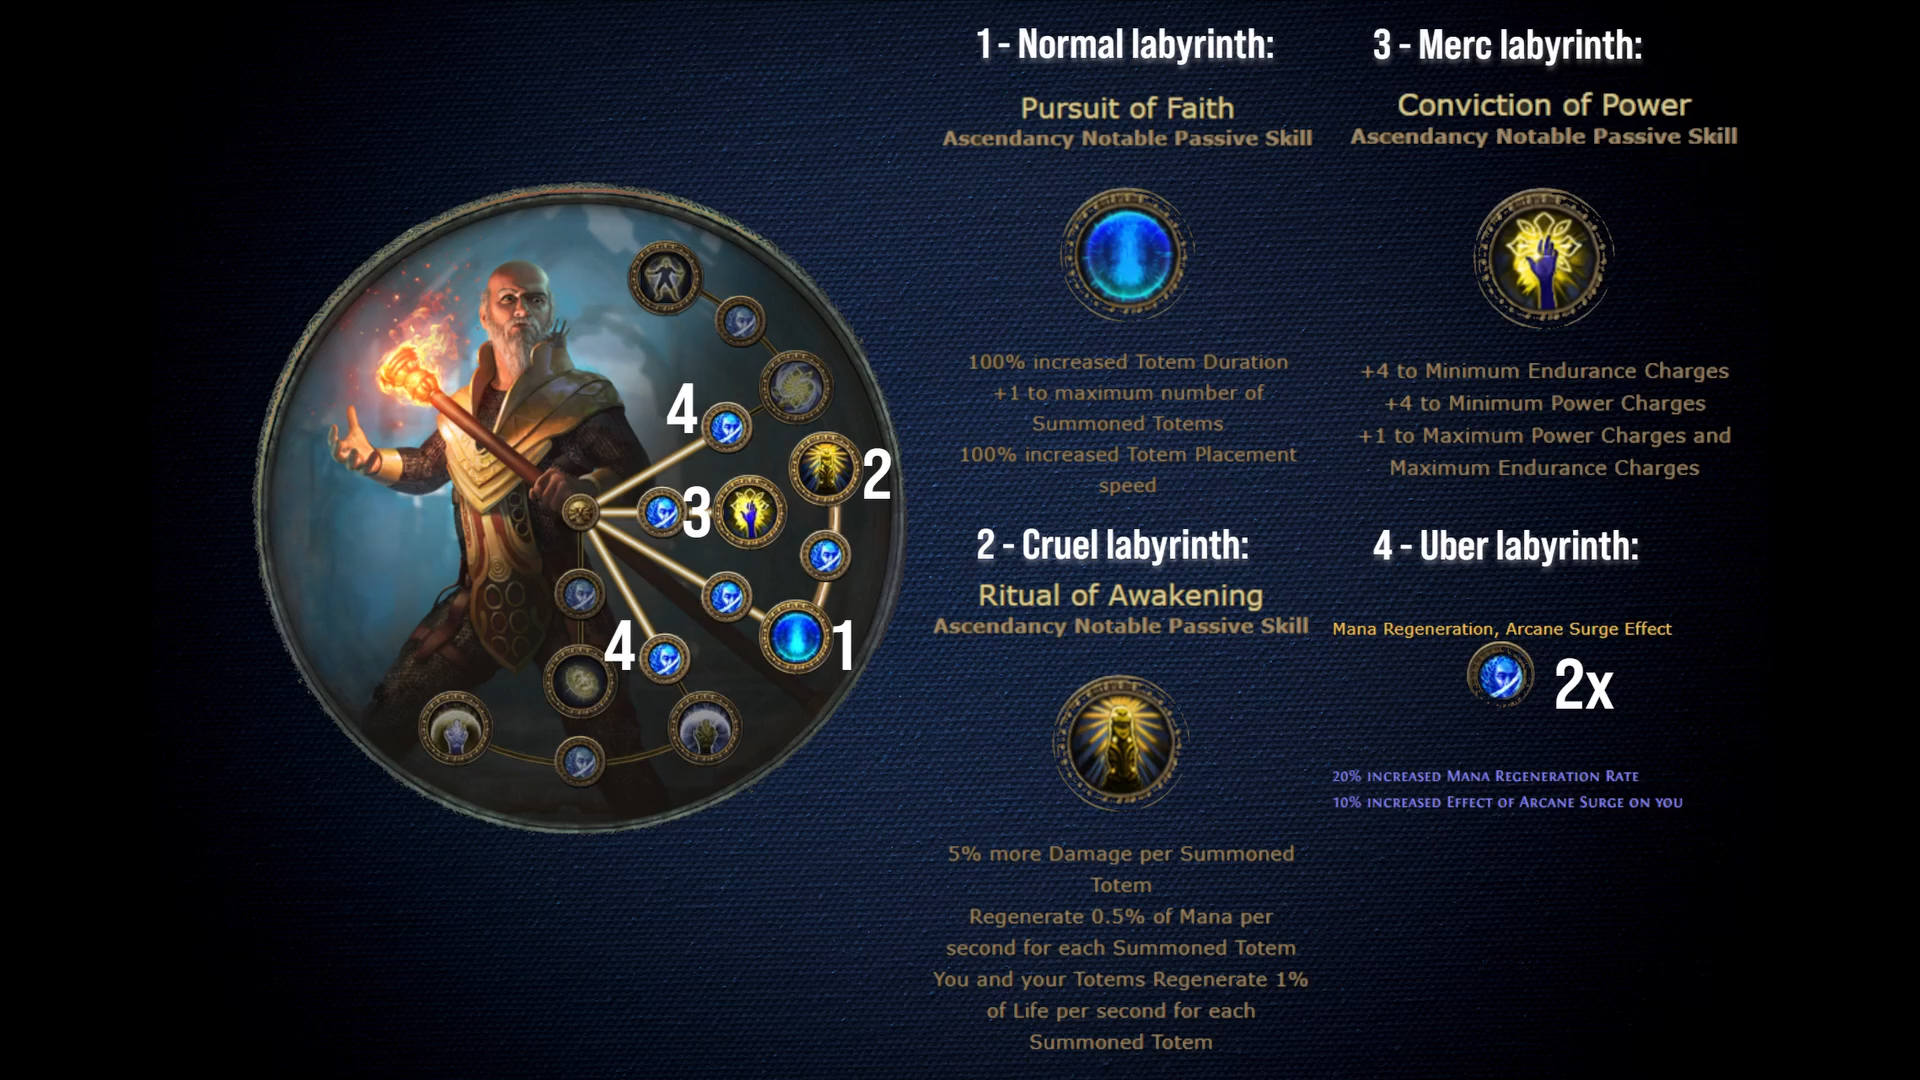 1 - Normal labyrinth:
Pursuit of Faith
Ascendancy Notable Passive Skill
100% increased Totem Duration
+1 to maximum number of
Summoned Totems
100% increased Totem Placement
speed
2 - Cruel labyrinth:
Ritual of Awakening
Ascendancy Notable Passive Skill
5% more Damage per Summoned
Totem
Regenerate 0.5% of Mana per
second for each Summoned Totem
You and your Totems Regenerate 1%
of Life per second for each
Summoned Totem
3 - Merc labyrinth:
Conviction of Power
Ascendancy Notable Passive Skill
+4 to Minimum Endurance Charges
+4 to Minimum Power Charges
+1 to Maximum Power Charges and
Maximum Endurance Charges
4 - Uber labyrinth:
Mana Regeneration, Arcane Surge Effect
2x
20% increased Mana Regeneration Rate
10% increased Effect of Arcane Surge on you
4
2
3
4
1